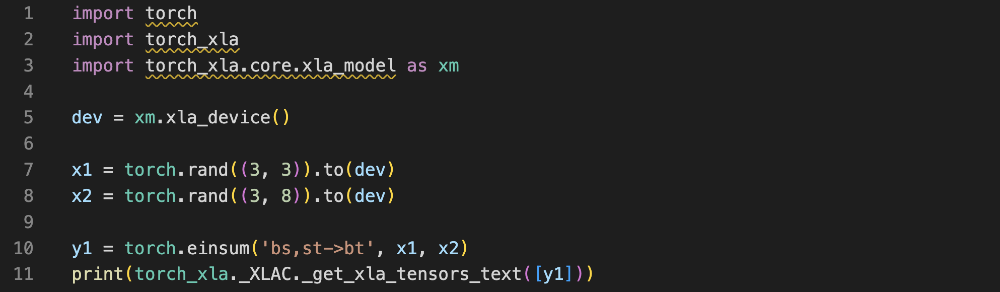 1 import torch
2 import torch_xla
3 import torch_xla.core.xla_model as xm
4
5 dev = xm.xla_device()
6
7 x1 = torch.rand((3, 3)).to(dev)
8 x2 = torch.rand((3, 8)).to(dev)
9
10 y1 = torch.einsum('bs,st->bt', x1, x2)
11 print(torch_xla._XLAC._get_xla_tensors_text([y1]))